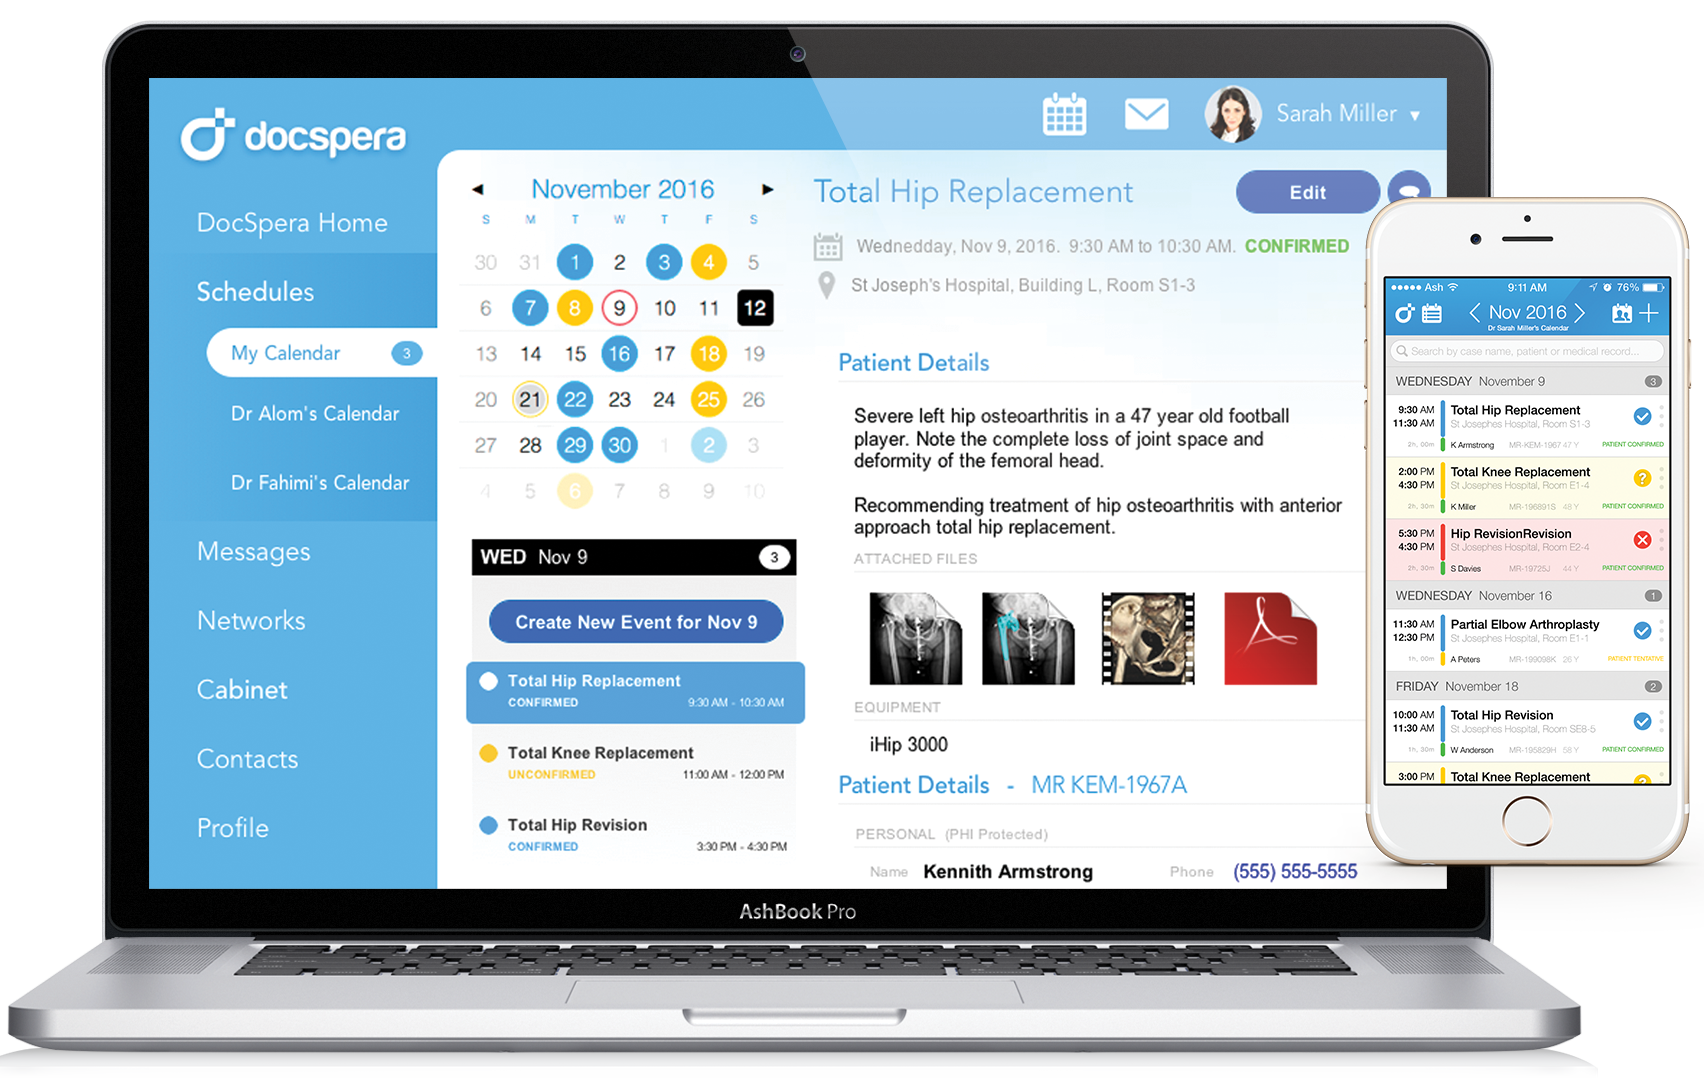 docspera
Sarah Miller
DocSpera Home
Schedules
My Calendar 3
Dr Alom's Calendar
Dr Fahimi's Calendar
Messages
Networks
Cabinet
Contacts
Profile
November 2016
S M T W T F S
30 31 1 2 3 4 5
6 7 8 9 10 11 12
13 14 15 16 17 18 19
20 21 22 23 24 25 26
27 28 29 30 1 2 3
4 5 6 7 8 9 10
WED Nov 9 3
Create New Event for Nov 9
Total Hip Replacement
CONFIRMED 9:30 AM - 10:30 AM
Total Knee Replacement
UNCONFIRMED 11:00 AM - 12:00 PM
Total Hip Revision
CONFIRMED 3:30 PM - 4:30 PM
Total Hip Replacement
Edit
Wednedday, Nov 9, 2016. 9:30 AM to 10:30 AM. CONFIRMED
St Joseph's Hospital, Building L, Room S1-3
Patient Details
Severe left hip osteoarthritis in a 47 year old football
player. Note the complete loss of joint space and
deformity of the femoral head.
Recommending treatment of hip osteoarthritis with anterior
approach total hip replacement.
ATTACHED FILES
EQUIPMENT
iHip 3000
Patient Details - MR KEM-1967A
PERSONAL (PHI Protected)
Name Kennith Armstrong Phone (555) 555-5555
AshBook Pro
Ash 9:11 AM 76%
Nov 2016
Dr Sarah Miller's Calendar
Search by case name, patient or medical record...
WEDNESDAY November 9 3
9:30 AM Total Hip Replacement
11:30 AM St Josephes Hospital, Room S1-3
2h, 00m K Armstrong MR-KEM-1967 47 Y PATIENT CONFIRMED
2:00 PM Total Knee Replacement
4:30 PM St Josephes Hospital, Room E1-4
2h, 30m K Miller MR-196891S 48 Y PATIENT CONFIRMED
5:30 PM Hip RevisionRevision
4:30 PM St Josephes Hospital, Room E2-4
2h, 30m S Davies MR-19725J 44 Y PATIENT CONFIRMED
WEDNESDAY November 16 1
11:30 AM Partial Elbow Arthroplasty
12:30 PM St Josephes Hospital, Room E1-1
1h, 00m A Peters MR-199098K 26 Y PATIENT TENTATIVE
FRIDAY November 18 2
10:00 AM Total Hip Revision
11:30 AM St Josephes Hospital, Room SE8-5
1h, 30m W Anderson MR-195829H 58 Y PATIENT CONFIRMED
3:00 PM Total Knee Replacement